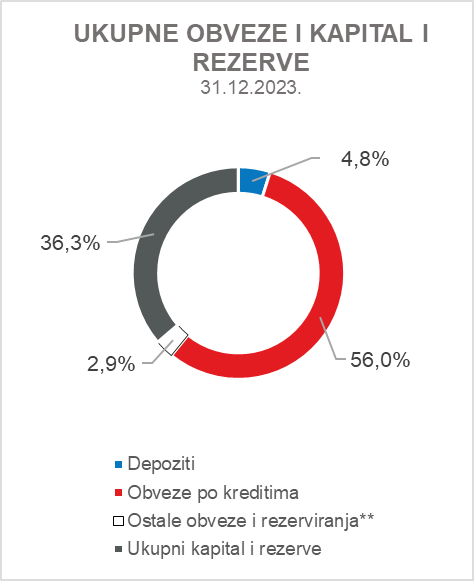 UKUPNE OBVEZE I KAPITAL I
REZERVE
31.12.2023.
4,8%
36,3%
2,9%
56,0%
Depoziti
Obveze po kreditima
Ostale obveze i rezerviranja**
Ukupni kapital i rezerve